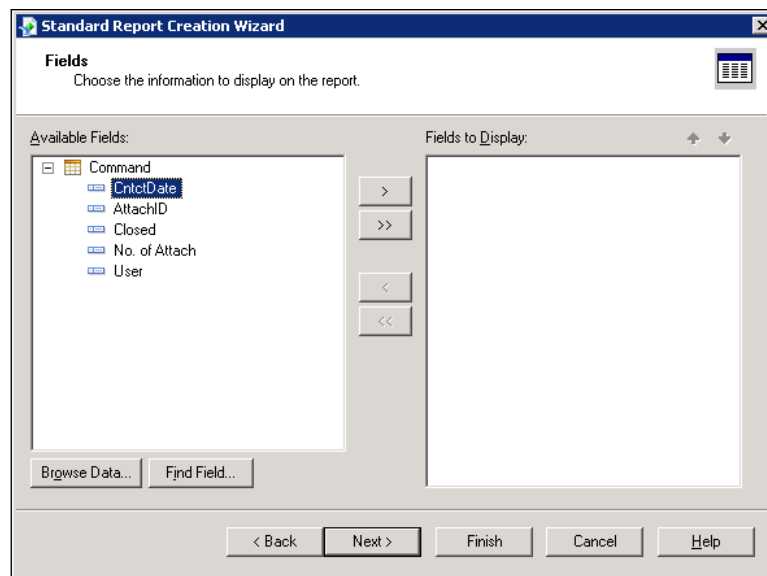 Standard Report Creation Wizard
Fields
Choose the information to display on the report.
Available Fields:
Fields to Display:
Command
CntctDate
AttachID
Closed
No. of Attach
User
>
>>
<
<<
Browse Data...
Find Field...
< Back
Next >
Finish
Cancel
Help